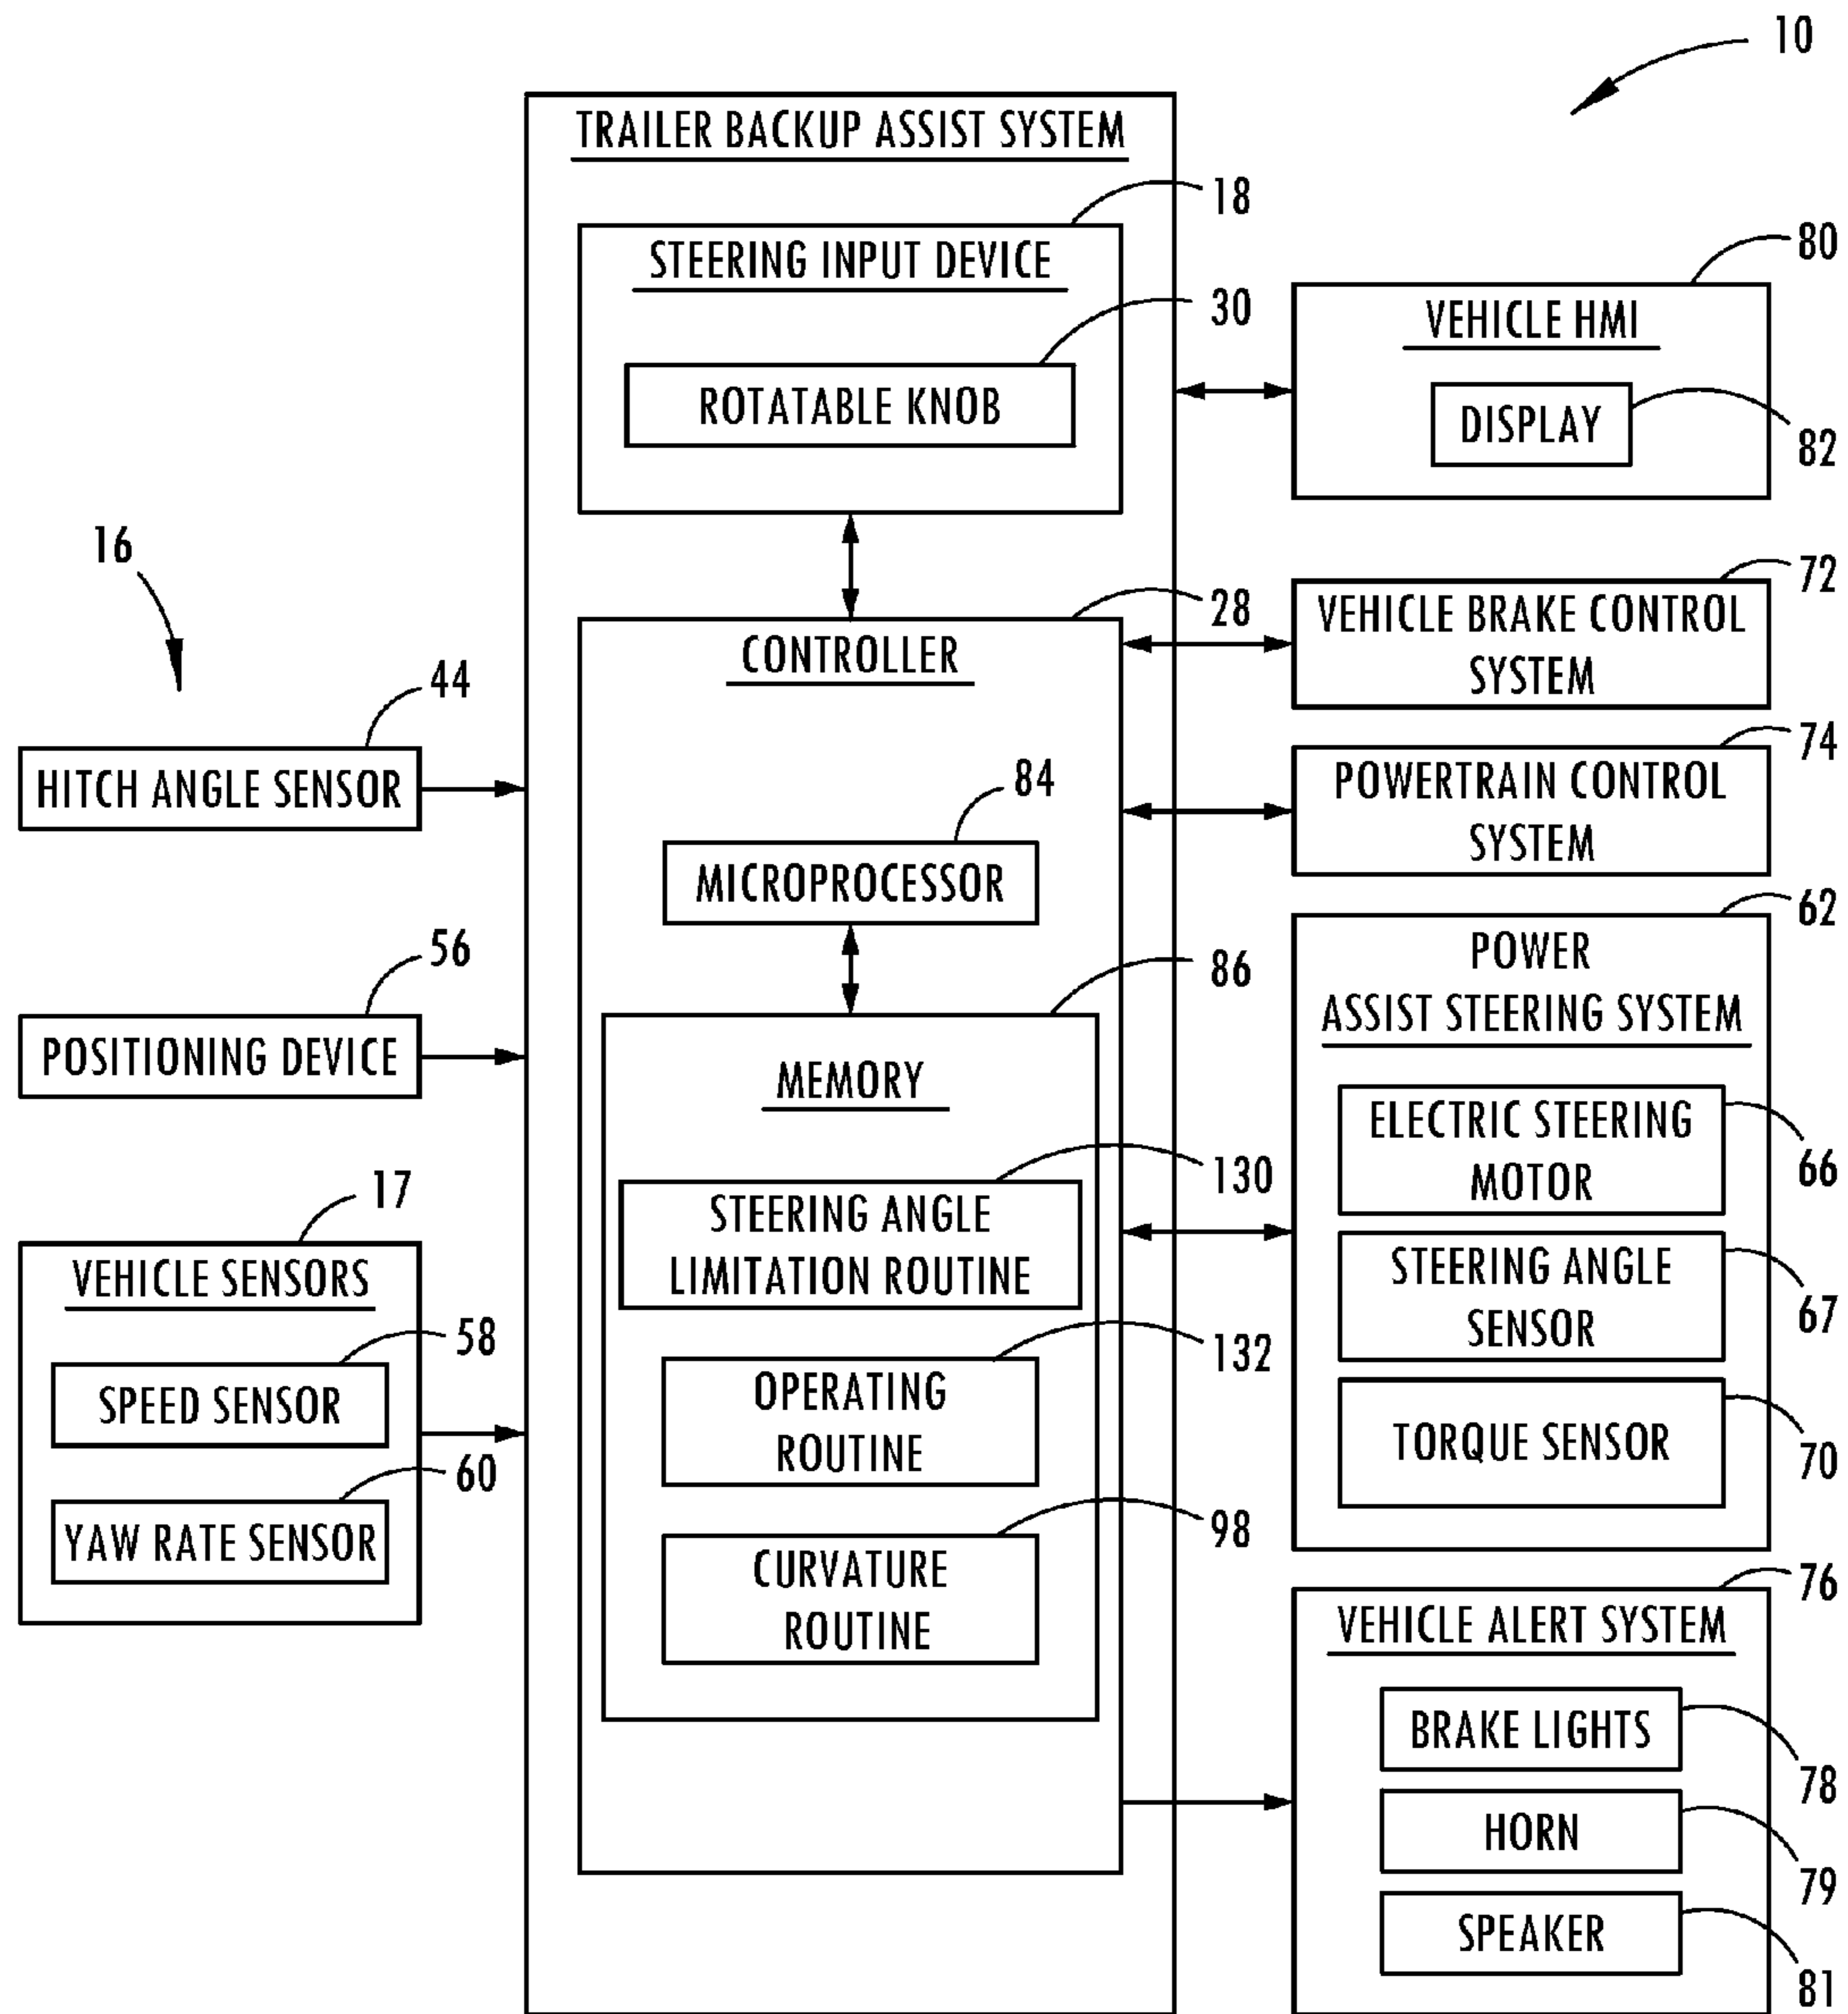 10
TRAILER BACKUP ASSIST SYSTEM
18
STEERING INPUT DEVICE
30
ROTATABLE KNOB
80
VEHICLE HMI
DISPLAY
82
16
44
HITCH ANGLE SENSOR
56
POSITIONING DEVICE
17
VEHICLE SENSORS
58
SPEED SENSOR
60
YAW RATE SENSOR
28
CONTROLLER
84
MICROPROCESSOR
86
MEMORY
130
STEERING ANGLE
LIMITATION ROUTINE
132
OPERATING
ROUTINE
98
CURVATURE
ROUTINE
72
VEHICLE BRAKE CONTROL
SYSTEM
74
POWERTRAIN CONTROL
SYSTEM
62
POWER
ASSIST STEERING SYSTEM
ELECTRIC STEERING
MOTOR
66
STEERING ANGLE
SENSOR
67
TORQUE SENSOR
70
76
VEHICLE ALERT SYSTEM
BRAKE LIGHTS
78
HORN
79
SPEAKER
81